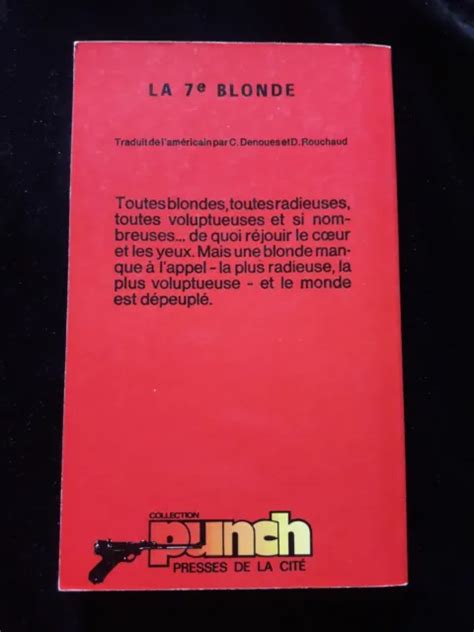 LA 7e BLONDE
Traduit de l'américain par C. Denoues et D. Rouchaud
Toutes blondes, toutes radieuses,
toutes voluptueuses et si nom-
breuses... de quoi réjouir le cœur
et les yeux. Mais une blonde man-
que à l'appel - la plus radieuse, la
plus voluptueuse - et le monde
est dépeuplé.
COLLECTION
punch
PRESSES DE LA CITÉ